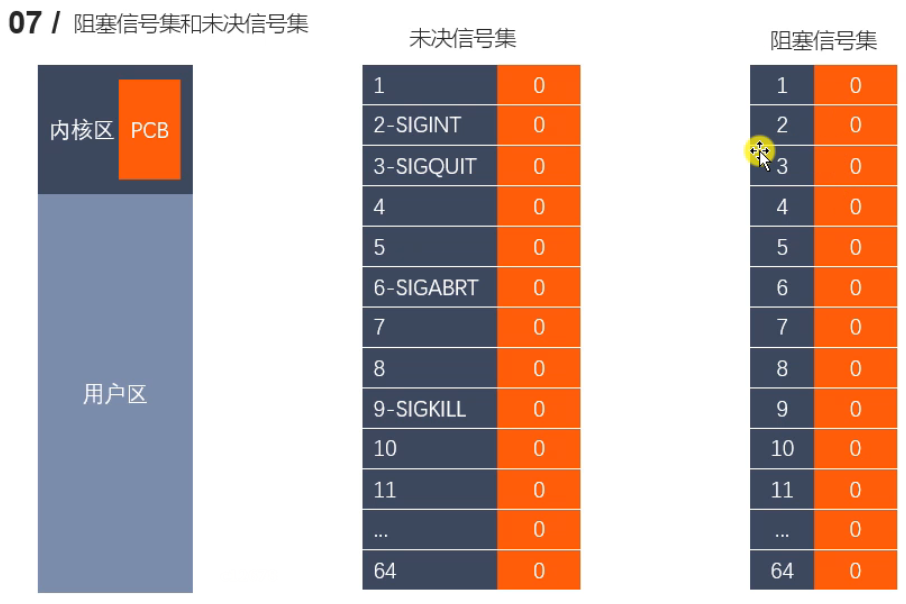 07 / 阻塞信号集和未决信号集
内核区
PCB
用户区
未决信号集
1 0
2-SIGINT 0
3-SIGQUIT 0
4 0
5 0
6-SIGABRT 0
7 0
8 0
9-SIGKILL 0
10 0
11 0
... 0
64 0
阻塞信号集
1 0
2 0
3 0
4 0
5 0
6 0
7 0
8 0
9 0
10 0
11 0
... 0
64 0